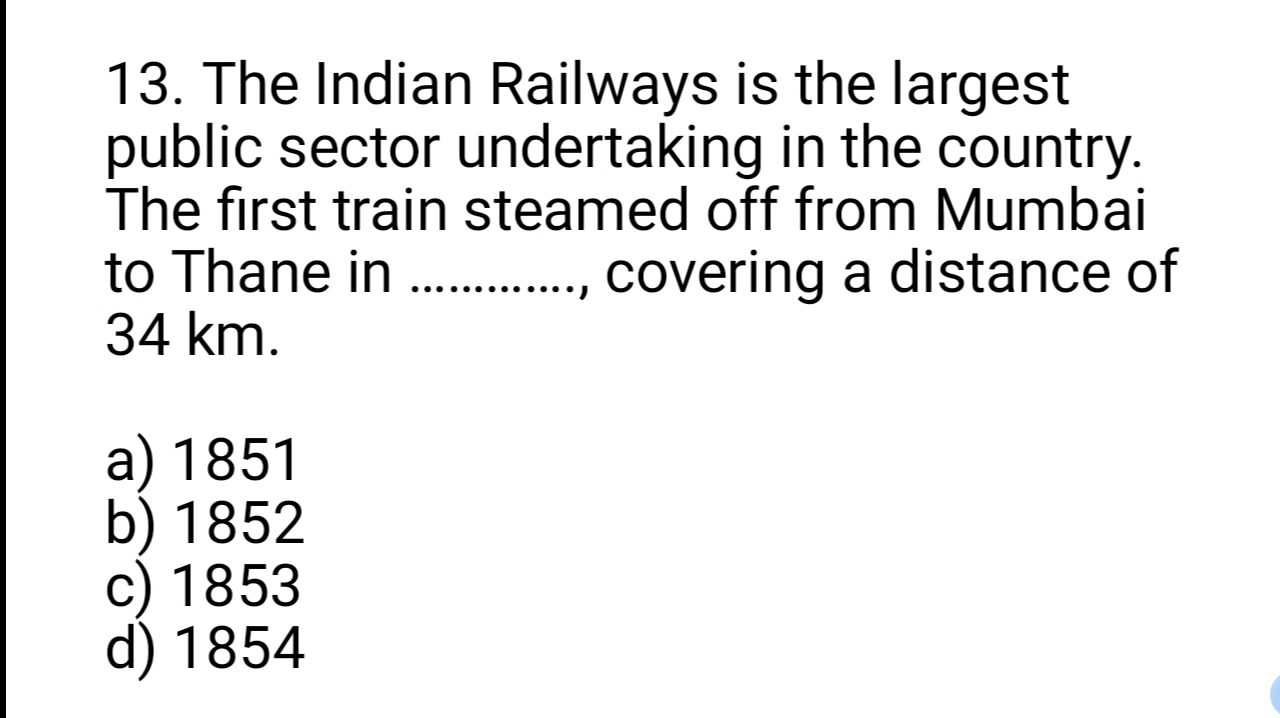 13. The Indian Railways is the largest
public sector undertaking in the country.
The first train steamed off from Mumbai
to Thane in ............., covering a distance of
34 km.
a) 1851
b) 1852
c) 1853
d) 1854